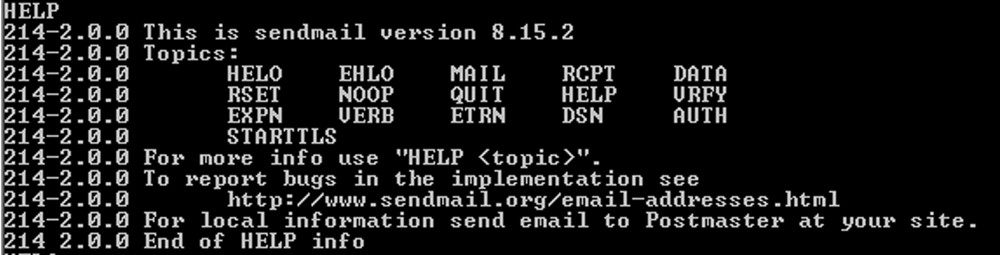 HELP
214-2.0.0 This is sendmail version 8.15.2
214-2.0.0 Topics:
214-2.0.0 HELO EHLO MAIL RCPT DATA
214-2.0.0 RSET NOOP QUIT HELP VRFY
214-2.0.0 EXPN VERB ETRN DSN AUTH
214-2.0.0 STARTTLS
214-2.0.0 For more info use "HELP <topic>".
214-2.0.0 To report bugs in the implementation see
214-2.0.0 http://www.sendmail.org/email-addresses.html
214-2.0.0 For local information send email to Postmaster at your site.
214 2.0.0 End of HELP info